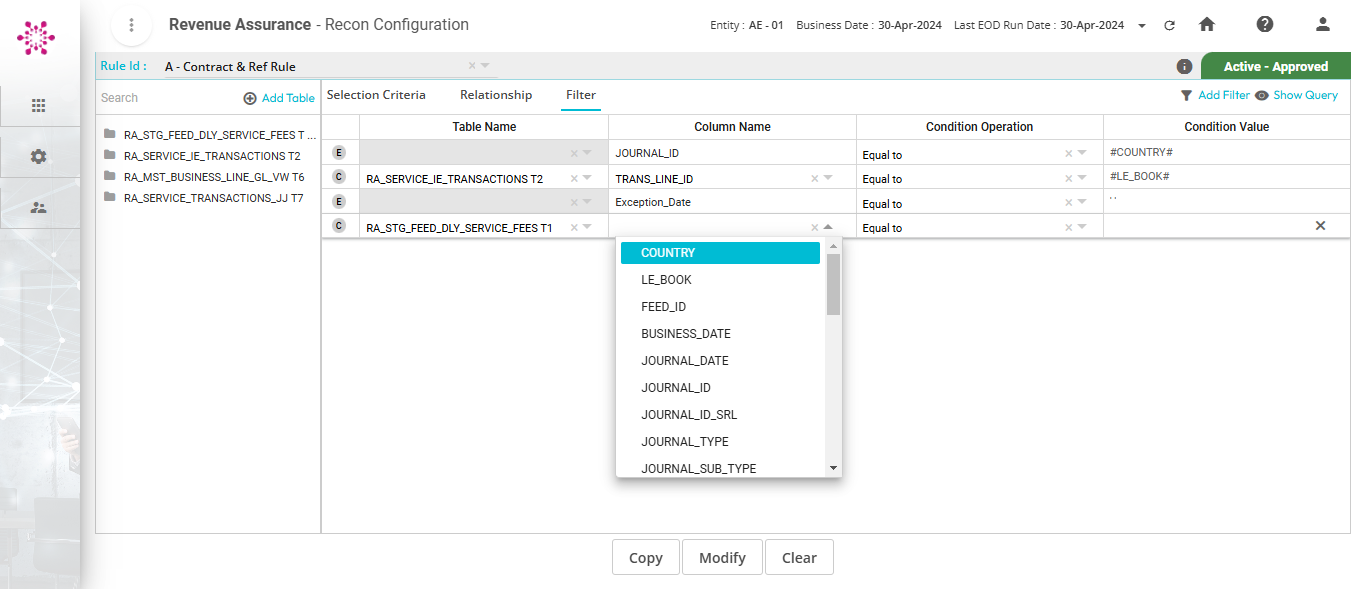 Revenue Assurance - Recon Configuration
Entity : AE - 01 Business Date : 30-Apr-2024 Last EOD Run Date : 30-Apr-2024
Rule Id : A - Contract & Ref Rule
Active - Approved
Search Add Table
Selection Criteria Relationship Filter
Add Filter Show Query
RA_STG_FEED_DLY_SERVICE_FEES T ...
RA_SERVICE_IE_TRANSACTIONS T2
RA_MST_BUSINESS_LINE_GL_VW T6
RA_SERVICE_TRANSACTIONS_JJ T7
Table Name Column Name Condition Operation Condition Value
E JOURNAL_ID Equal to #COUNTRY#
C RA_SERVICE_IE_TRANSACTIONS T2 TRANS_LINE_ID Equal to #LE_BOOK#
E Exception_Date Equal to ' '
C RA_STG_FEED_DLY_SERVICE_FEES T1 Equal to
COUNTRY
LE_BOOK
FEED_ID
BUSINESS_DATE
JOURNAL_DATE
JOURNAL_ID
JOURNAL_ID_SRL
JOURNAL_TYPE
JOURNAL_SUB_TYPE
Copy Modify Clear